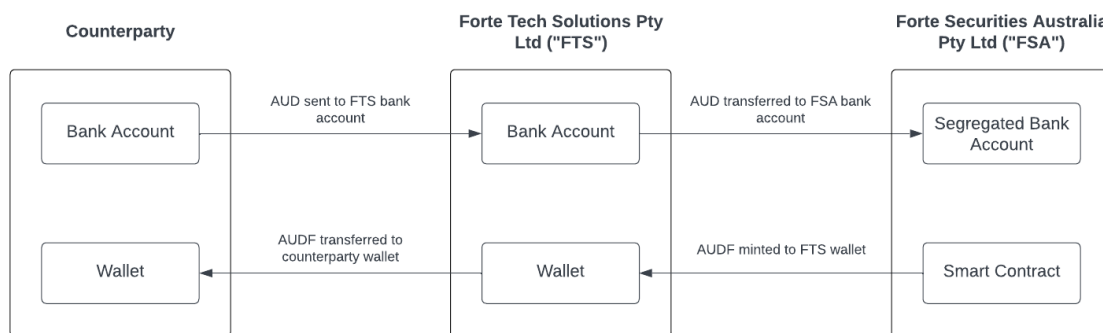 Counterparty
Forte Tech Solutions Pty
Ltd ("FTS")
Forte Securities Australia
Pty Ltd ("FSA")
AUD sent to FTS bank
account
AUD transferred to FSA bank
account
Bank Account
Bank Account
Segregated Bank
Account
AUDF transferred to
counterparty wallet
AUDF minted to FTS wallet
Wallet
Wallet
Smart Contract